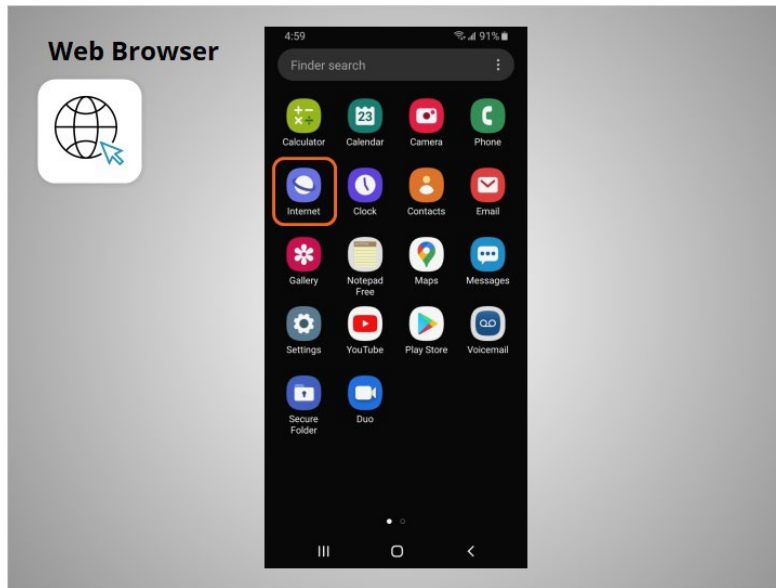 Web Browser
4:59 91%
Finder search
Calculator Calendar Camera Phone
23
Internet Clock Contacts Email
Gallery Notepad Free Maps Messages
Settings YouTube Play Store Voicemail
Secure Folder Duo